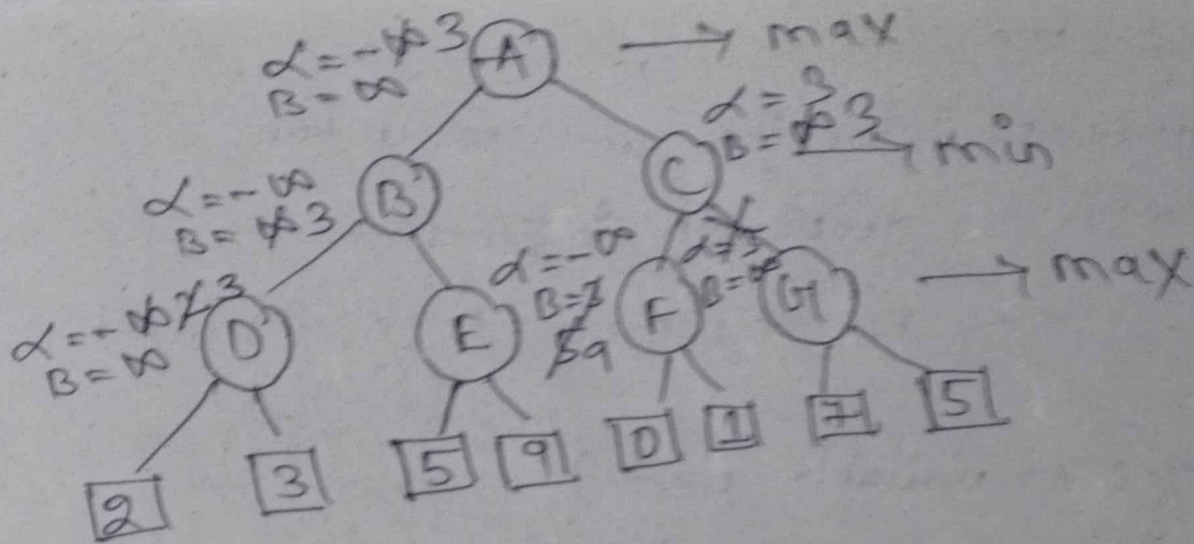 α = -∞ 3 A → max
B = ∞
α = 3
C B = ∞ 3 → min
α = -∞ B
B = ∞ 3
α = -∞ 2 3 D
B = ∞
α = -∞ E
B = 3
5 9
α = 3 F
B = ∞ G → max
2 3 5 9 0 1 7 5